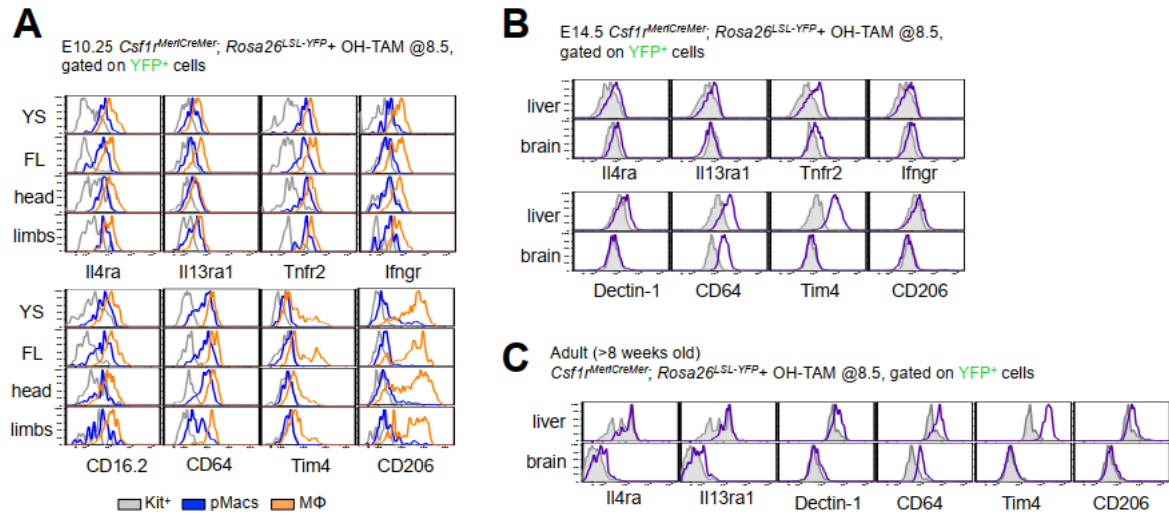 A
E10.25 Csf1rMeriCreMer; Rosa26LSL-YFP+ OH-TAM @8.5,
gated on YFP+ cells
YS
FL
head
limbs
Il4ra Il13ra1 Tnfr2 Ifngr
YS
FL
head
limbs
CD16.2 CD64 Tim4 CD206
Kit+ pMacs MΦ
B
E14.5 Csf1rMeriCreMer; Rosa26LSL-YFP+ OH-TAM @8.5,
gated on YFP+ cells
liver
brain
Il4ra Il13ra1 Tnfr2 Ifngr
liver
brain
Dectin-1 CD64 Tim4 CD206
C
Adult (>8 weeks old)
Csf1rMeriCreMer; Rosa26LSL-YFP+ OH-TAM @8.5, gated on YFP+ cells
liver
brain
Il4ra Il13ra1 Dectin-1 CD64 Tim4 CD206